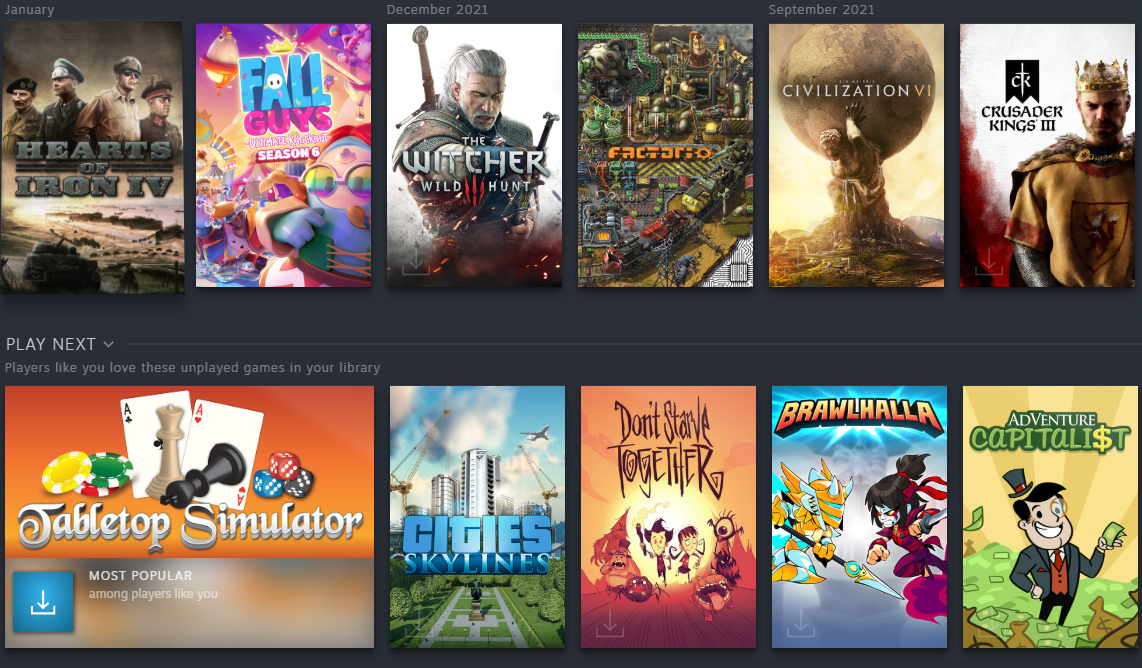 January
December 2021
September 2021
HEARTS
OF
IRON IV
FALL
GUYS
ULTIMATE KNOCKOUT
SEASON 6
THE
WITCHER
WILD HUNT
FACTORIO
SID MEIER'S
CIVILIZATION VI
CK
CRUSADER
KINGS III
PLAY NEXT
Players like you love these unplayed games in your library
A
A
Tabletop Simulator
MOST POPULAR
among players like you
CITIES
SKYLINES
Don't Starve
TOGETHER
BRAWLHALLA
ADVENTURE
CAPITALI$T